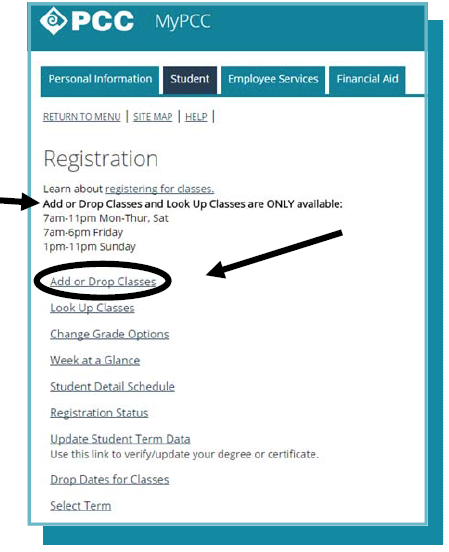 PCC MyPCC
Personal Information Student Employee Services Financial Aid
RETURN TO MENU | SITE MAP | HELP |
Registration
Learn about registering for classes.
Add or Drop Classes and Look Up Classes are ONLY available:
7am-11pm Mon-Thur, Sat
7am-6pm Friday
1pm-11pm Sunday
Add or Drop Classes
Look Up Classes
Change Grade Options
Week at a Glance
Student Detail Schedule
Registration Status
Update Student Term Data
Use this link to verify/update your degree or certificate.
Drop Dates for Classes
Select Term